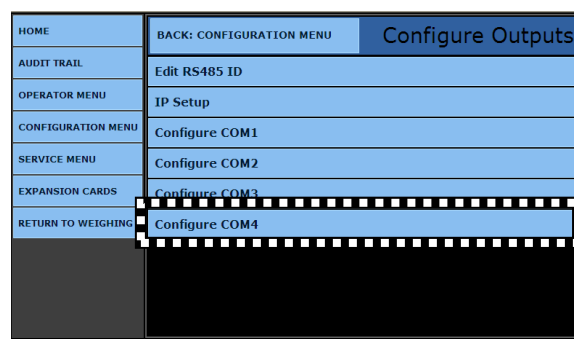 HOME
AUDIT TRAIL
OPERATOR MENU
CONFIGURATION MENU
SERVICE MENU
EXPANSION CARDS
RETURN TO WEIGHING
BACK: CONFIGURATION MENU
Configure Outputs
Edit RS485 ID
IP Setup
Configure COM1
Configure COM2
Configure COM3
Configure COM4